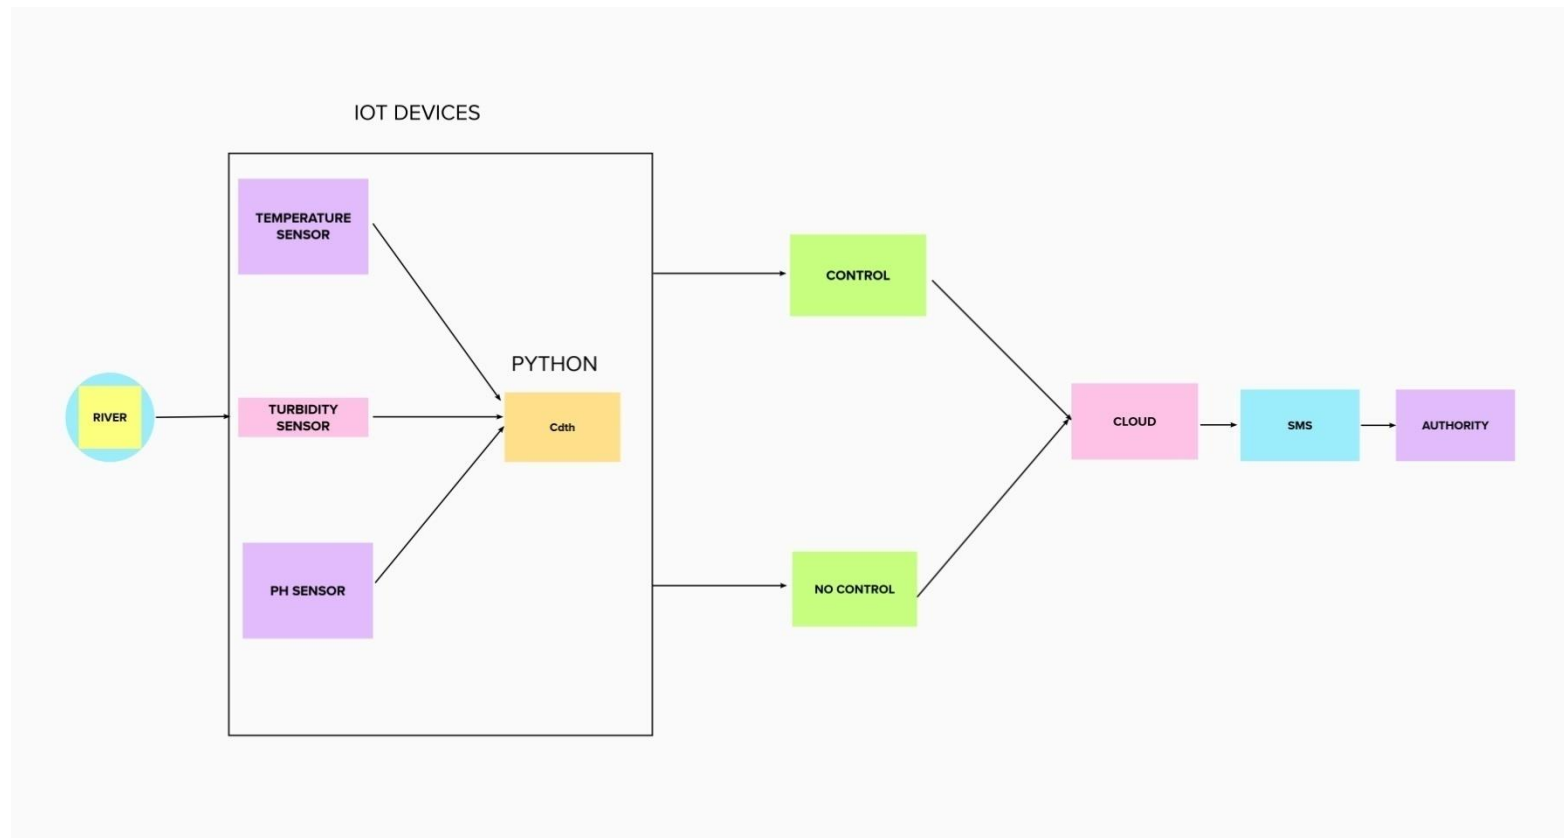 IOT DEVICES
TEMPERATURE
SENSOR
PYTHON
RIVER
TURBIDITY
SENSOR
Cdth
PH SENSOR
CONTROL
NO CONTROL
CLOUD
SMS
AUTHORITY